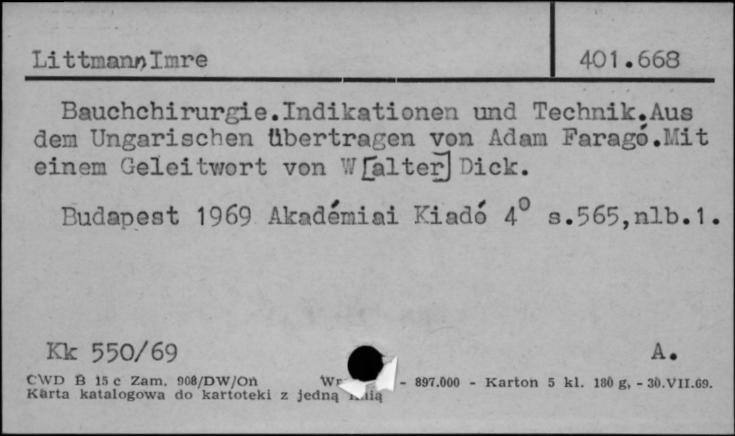 Littmann, Imre 401.668
Bauchchirurgie.Indikationen und Technik.Aus
dem Ungarischen übertragen von Adam Faragó.Mit
einem Geleitwort von W[alter] Dick.
Budapest 1969 Akadémiai Kiadó 4° s.565,nlb.1.
Kk 550/69 A.
CWD B 15 c Zam. 908/DW/On - 897.000 - Karton 5 kl. 180 g, - 30.VII.69.
Karta katalogowa do kartoteki z jedną